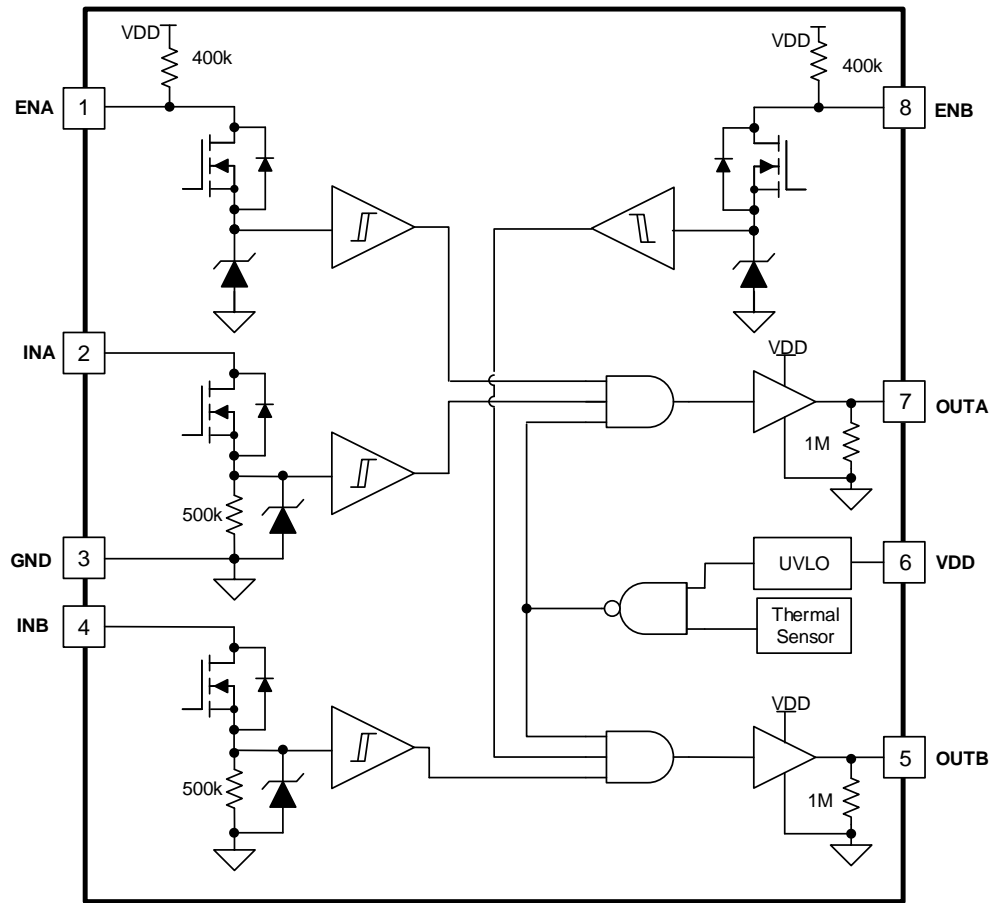 VDD
400k
VDD
400k
ENA
1
8
ENB
INA
2
VDD
7
OUTA
1M
500k
GND
3
UVLO
6
VDD
INB
4
Thermal
Sensor
VDD
5
OUTB
500k
1M